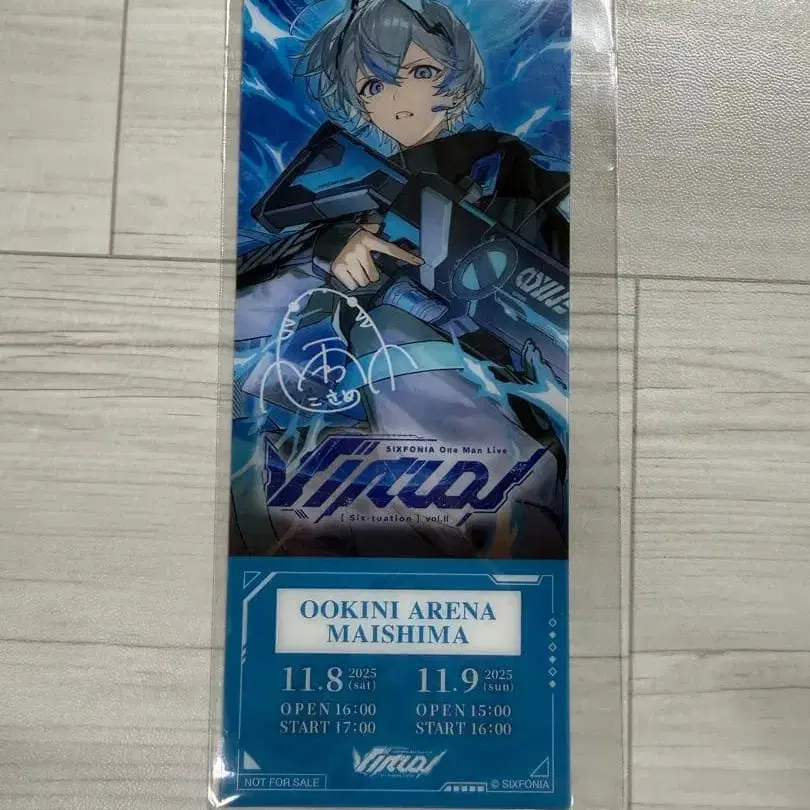 雨
こさめ
SIXFONIA One Man Live
[ Six-tuation ] vol.II
OOKINI ARENA
MAISHIMA
11.8 2025 (sat)
OPEN 16:00
START 17:00
11.9 2025 (sun)
OPEN 15:00
START 16:00
NOT FOR SALE
© SIXFONIA